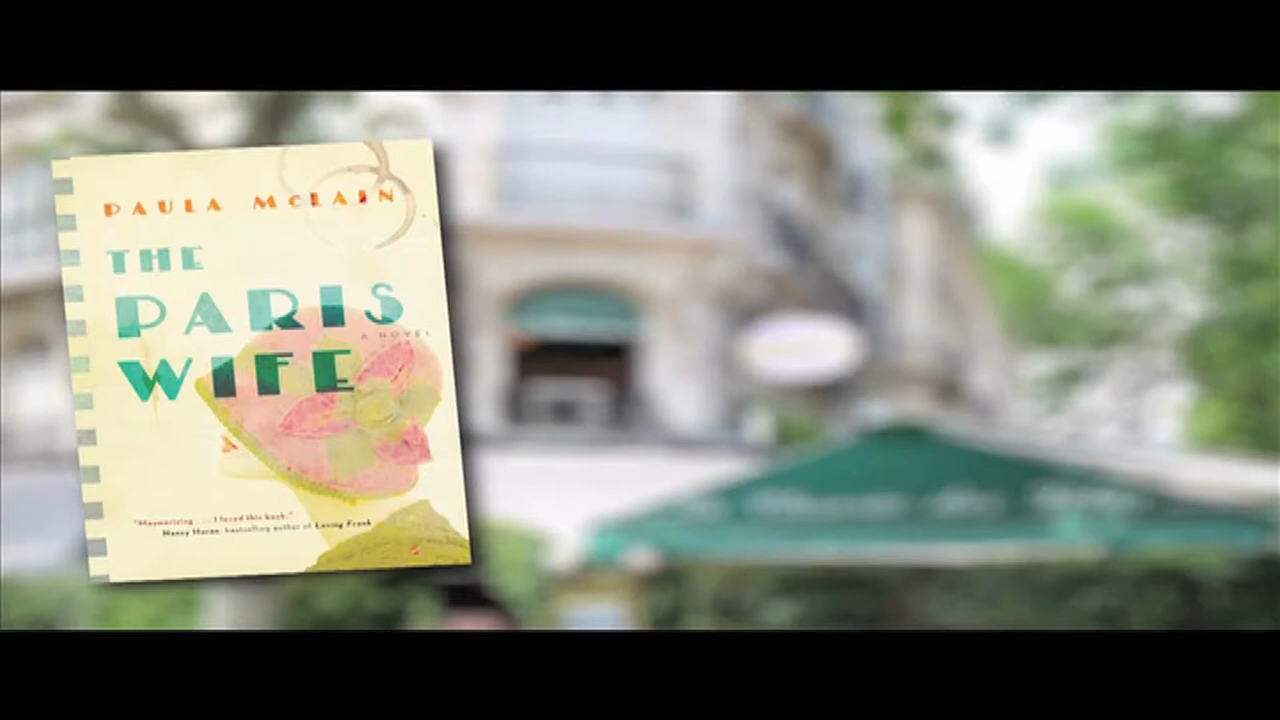 PAULA McLAIN
THE
PARIS
A NOVEL
WIFE
"Mesmerizing . . . I loved this book."
Nancy Horan, bestselling author of Loving Frank